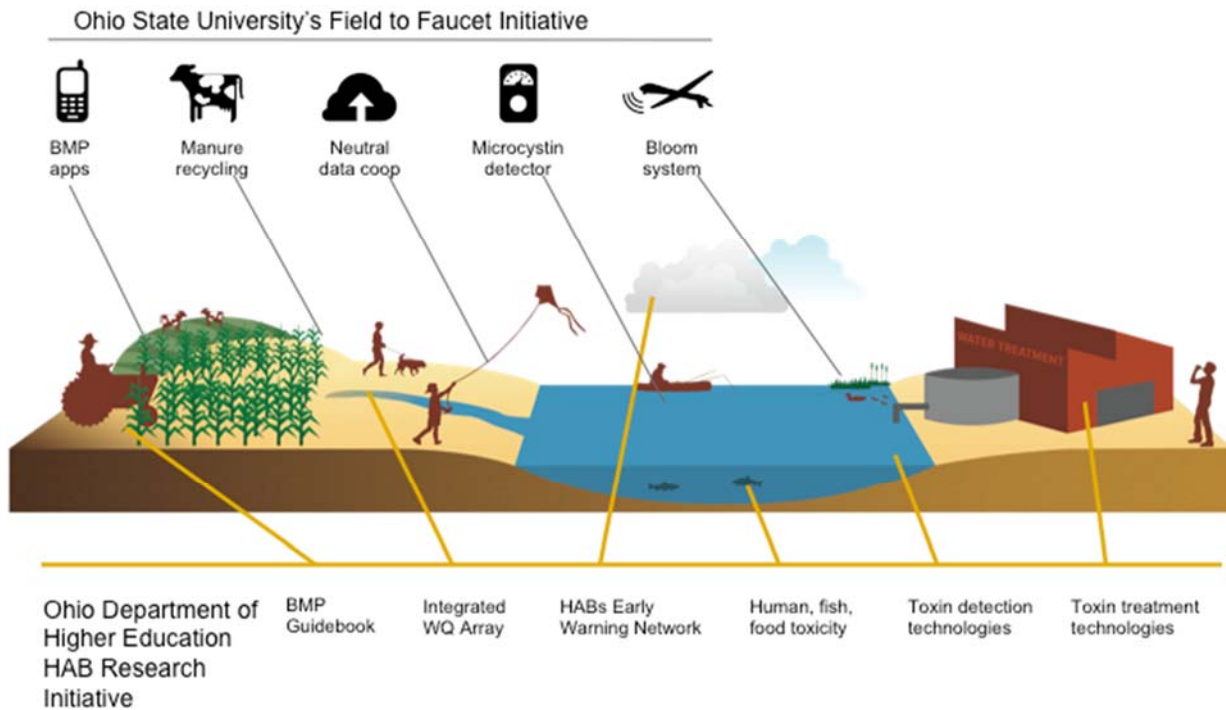 Ohio State University's Field to Faucet Initiative
BMP
apps
Manure
recycling
Neutral
data coop
Microcystin
detector
Bloom
system
WATER TREATMENT
Ohio Department of
Higher Education
HAB Research
Initiative
BMP
Guidebook
Integrated
WQ Array
HABs Early
Warning Network
Human, fish,
food toxicity
Toxin detection
technologies
Toxin treatment
technologies